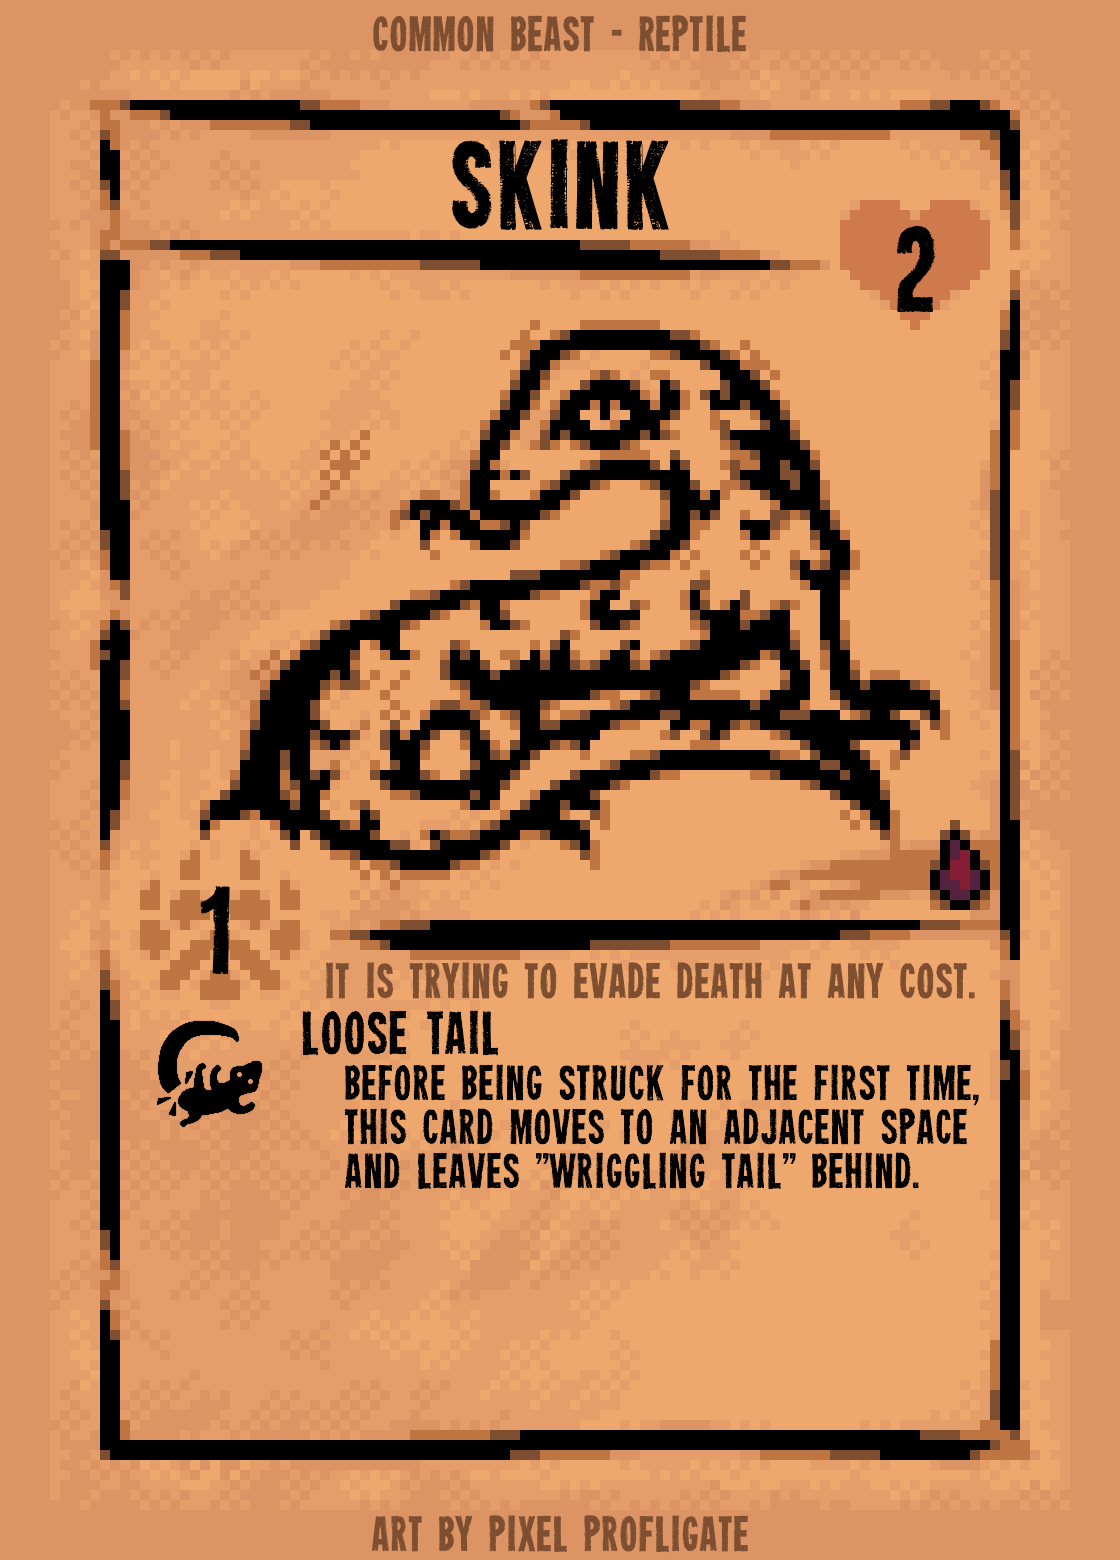 COMMON BEAST - REPTILE
SKINK
2
1
IT IS TRYING TO EVADE DEATH AT ANY COST.
LOOSE TAIL
BEFORE BEING STRUCK FOR THE FIRST TIME,
THIS CARD MOVES TO AN ADJACENT SPACE
AND LEAVES "WRIGGLING TAIL" BEHIND.
ART BY PIXEL PROFLIGATE